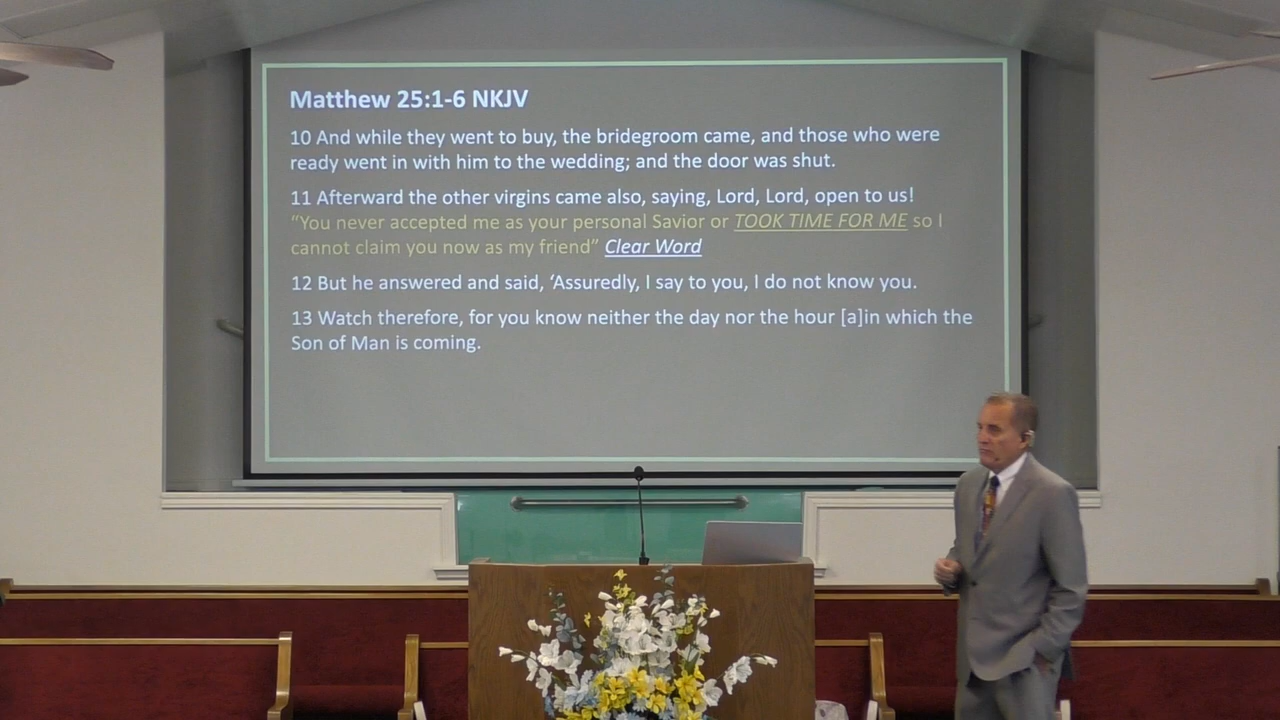 Matthew 25:1-6 NKJV
10 And while they went to buy, the bridegroom came, and those who were
ready went in with him to the wedding; and the door was shut.
11 Afterward the other virgins came also, saying, Lord, Lord, open to us!
“You never accepted me as your personal Savior or TOOK TIME FOR ME so I
cannot claim you now as my friend” Clear Word
12 But he answered and said, ‘Assuredly, I say to you, I do not know you.
13 Watch therefore, for you know neither the day nor the hour [a]in which the
Son of Man is coming.